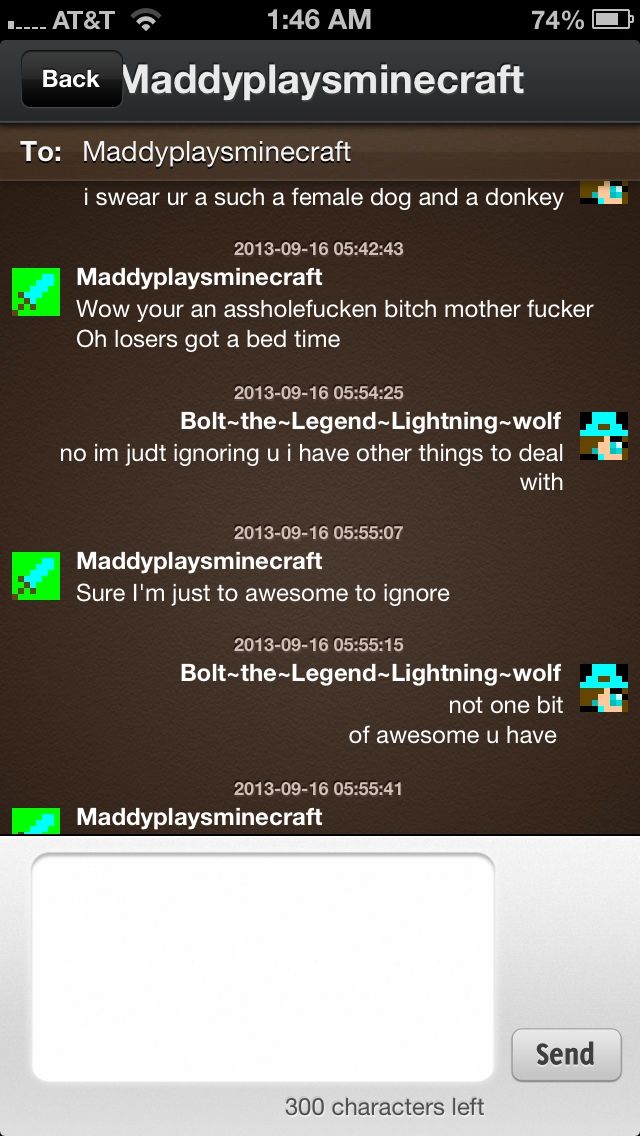 AT&T 1:46 AM 74%
Back Maddyplaysminecraft
To: Maddyplaysminecraft
i swear ur a such a female dog and a donkey
2013-09-16 05:42:43
Maddyplaysminecraft
Wow your an assholefucken bitch mother fucker
Oh losers got a bed time
2013-09-16 05:54:25
Bolt~the~Legend~Lightning~wolf
no im judt ignoring u i have other things to deal
with
2013-09-16 05:55:07
Maddyplaysminecraft
Sure I'm just to awesome to ignore
2013-09-16 05:55:15
Bolt~the~Legend~Lightning~wolf
not one bit
of awesome u have
2013-09-16 05:55:41
Maddyplaysminecraft
Send
300 characters left